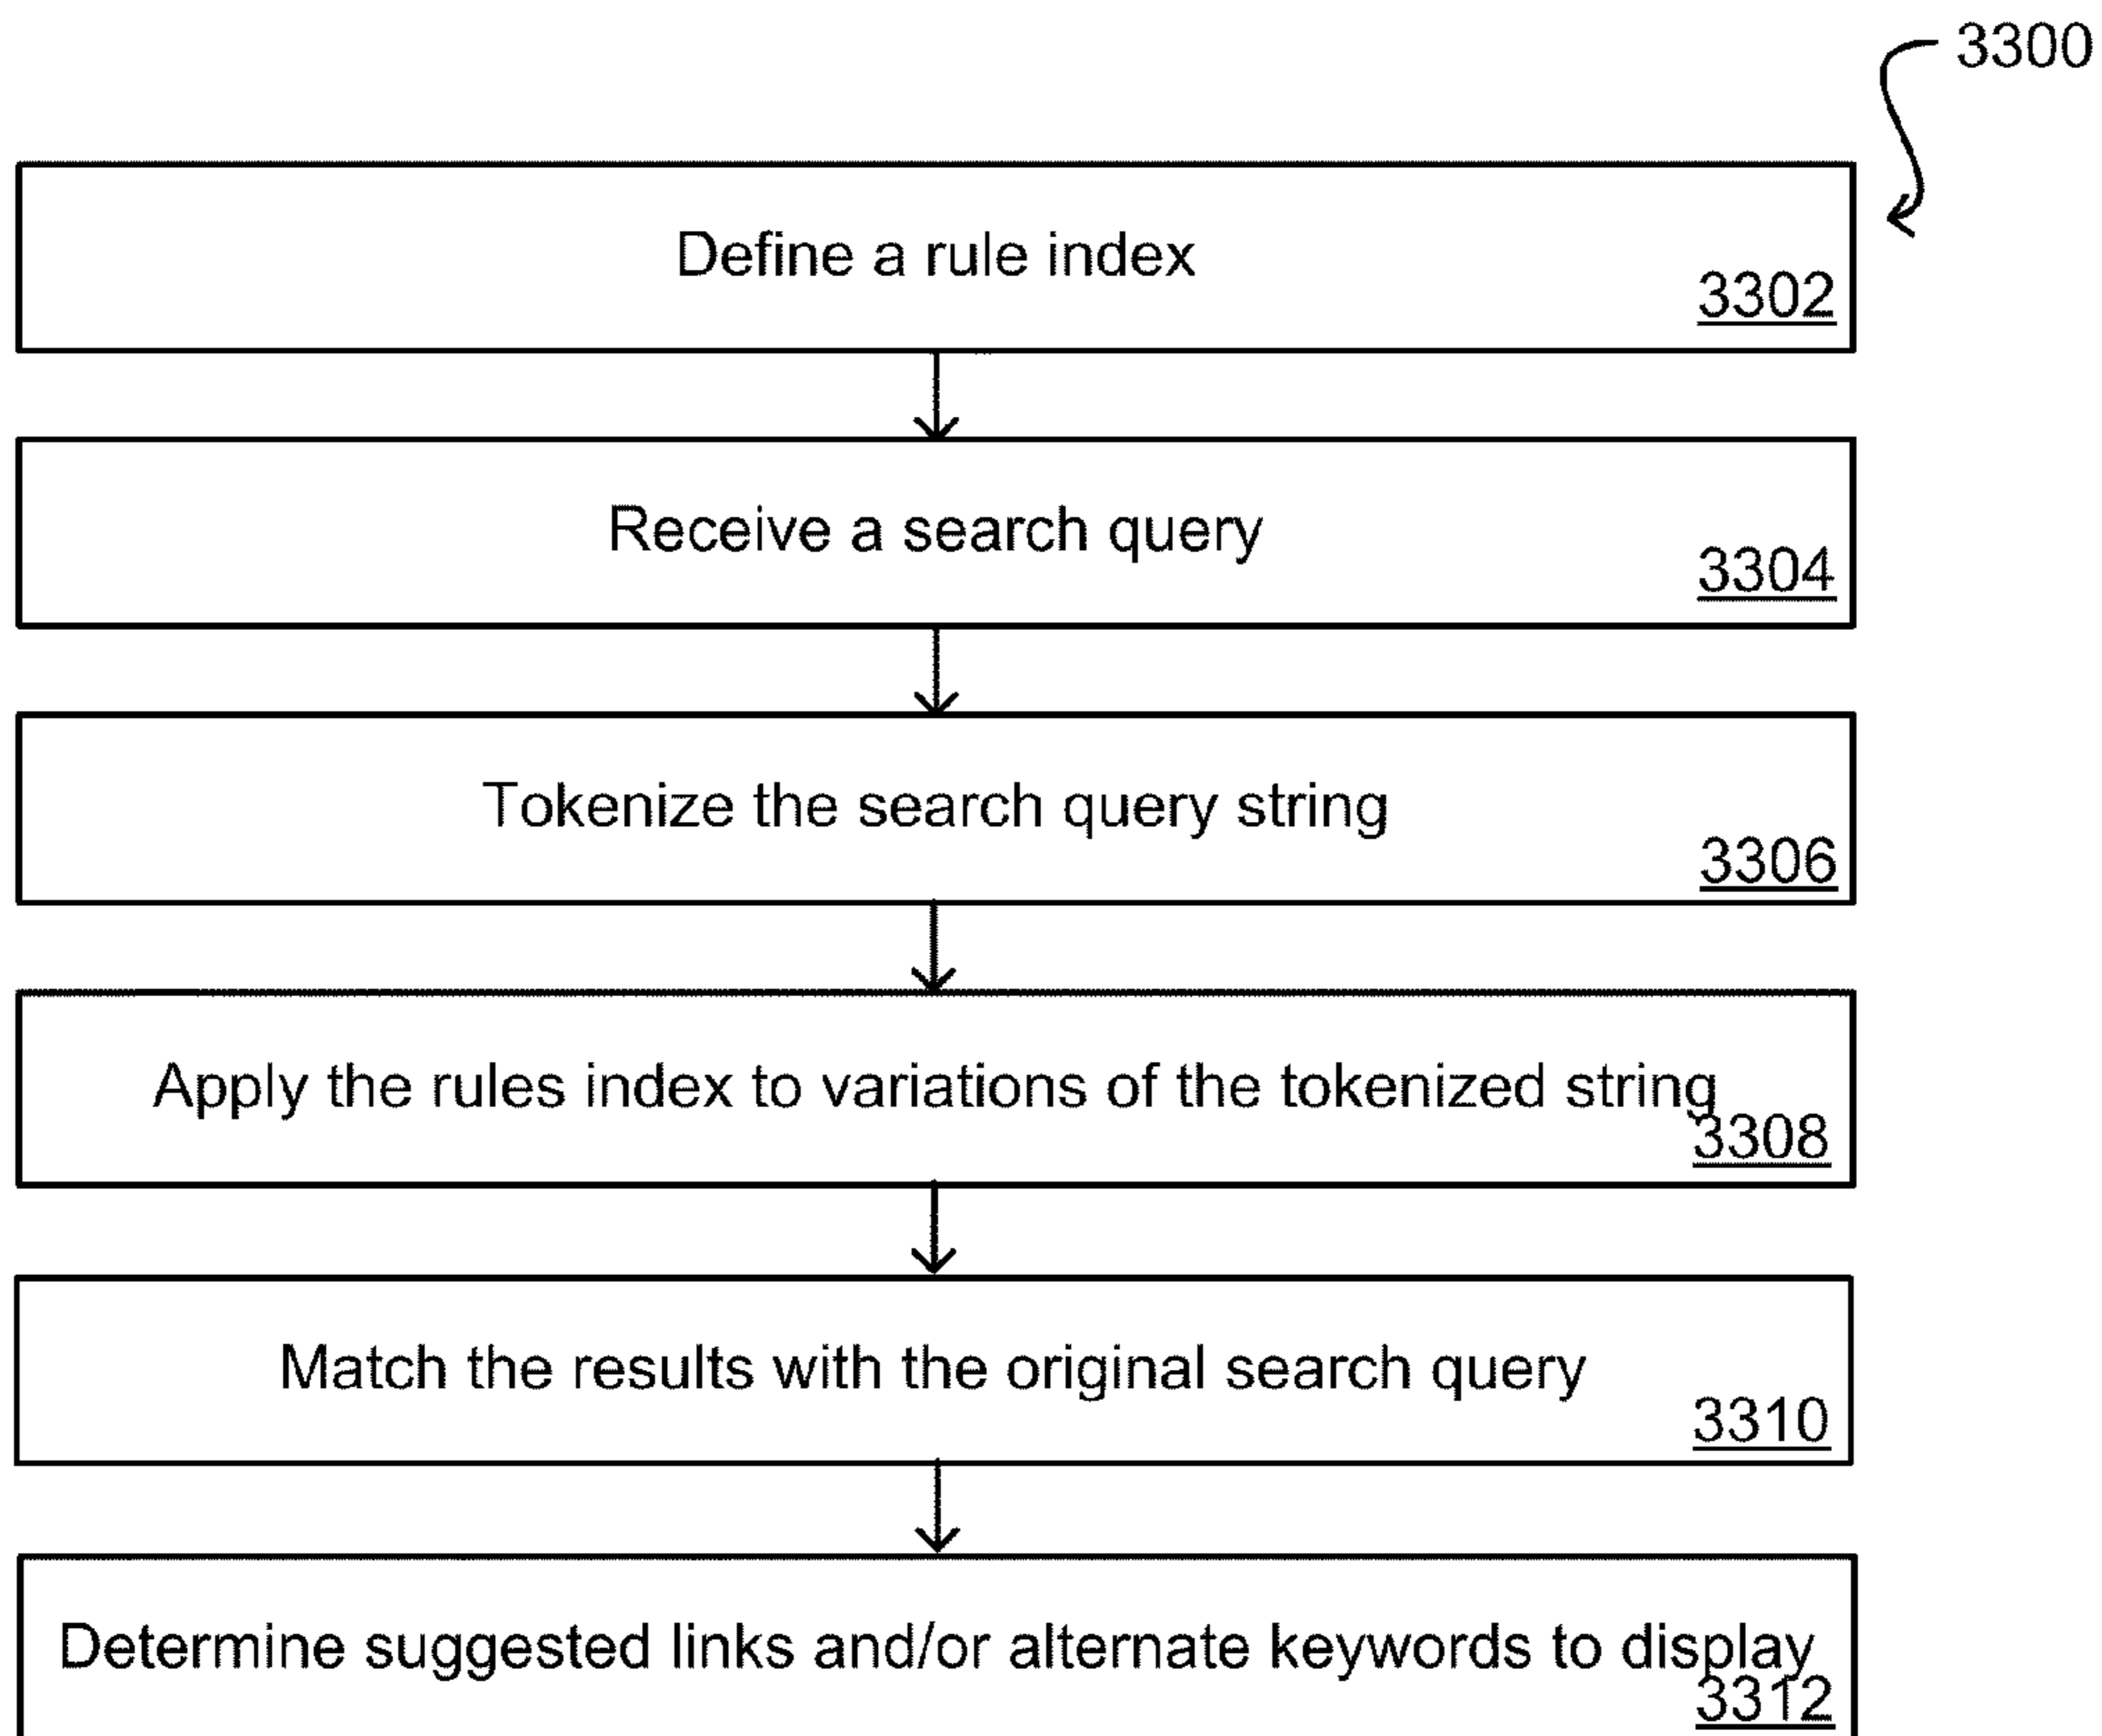 3300
Define a rule index
3302
Receive a search query
3304
Tokenize the search query string
3306
Apply the rules index to variations of the tokenized string
3308
Match the results with the original search query
3310
Determine suggested links and/or alternate keywords to display
3312